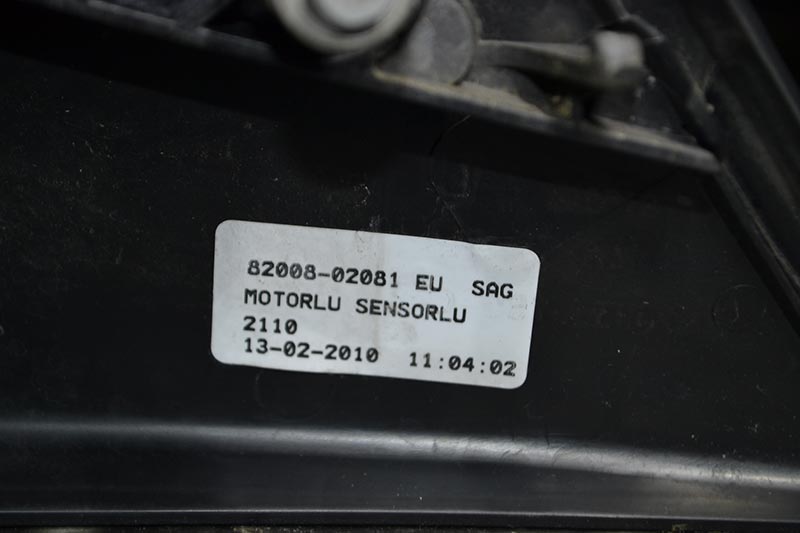 82008-02081 EU SAG
MOTORLU SENSORLU
2110
13-02-2010 11:04:02